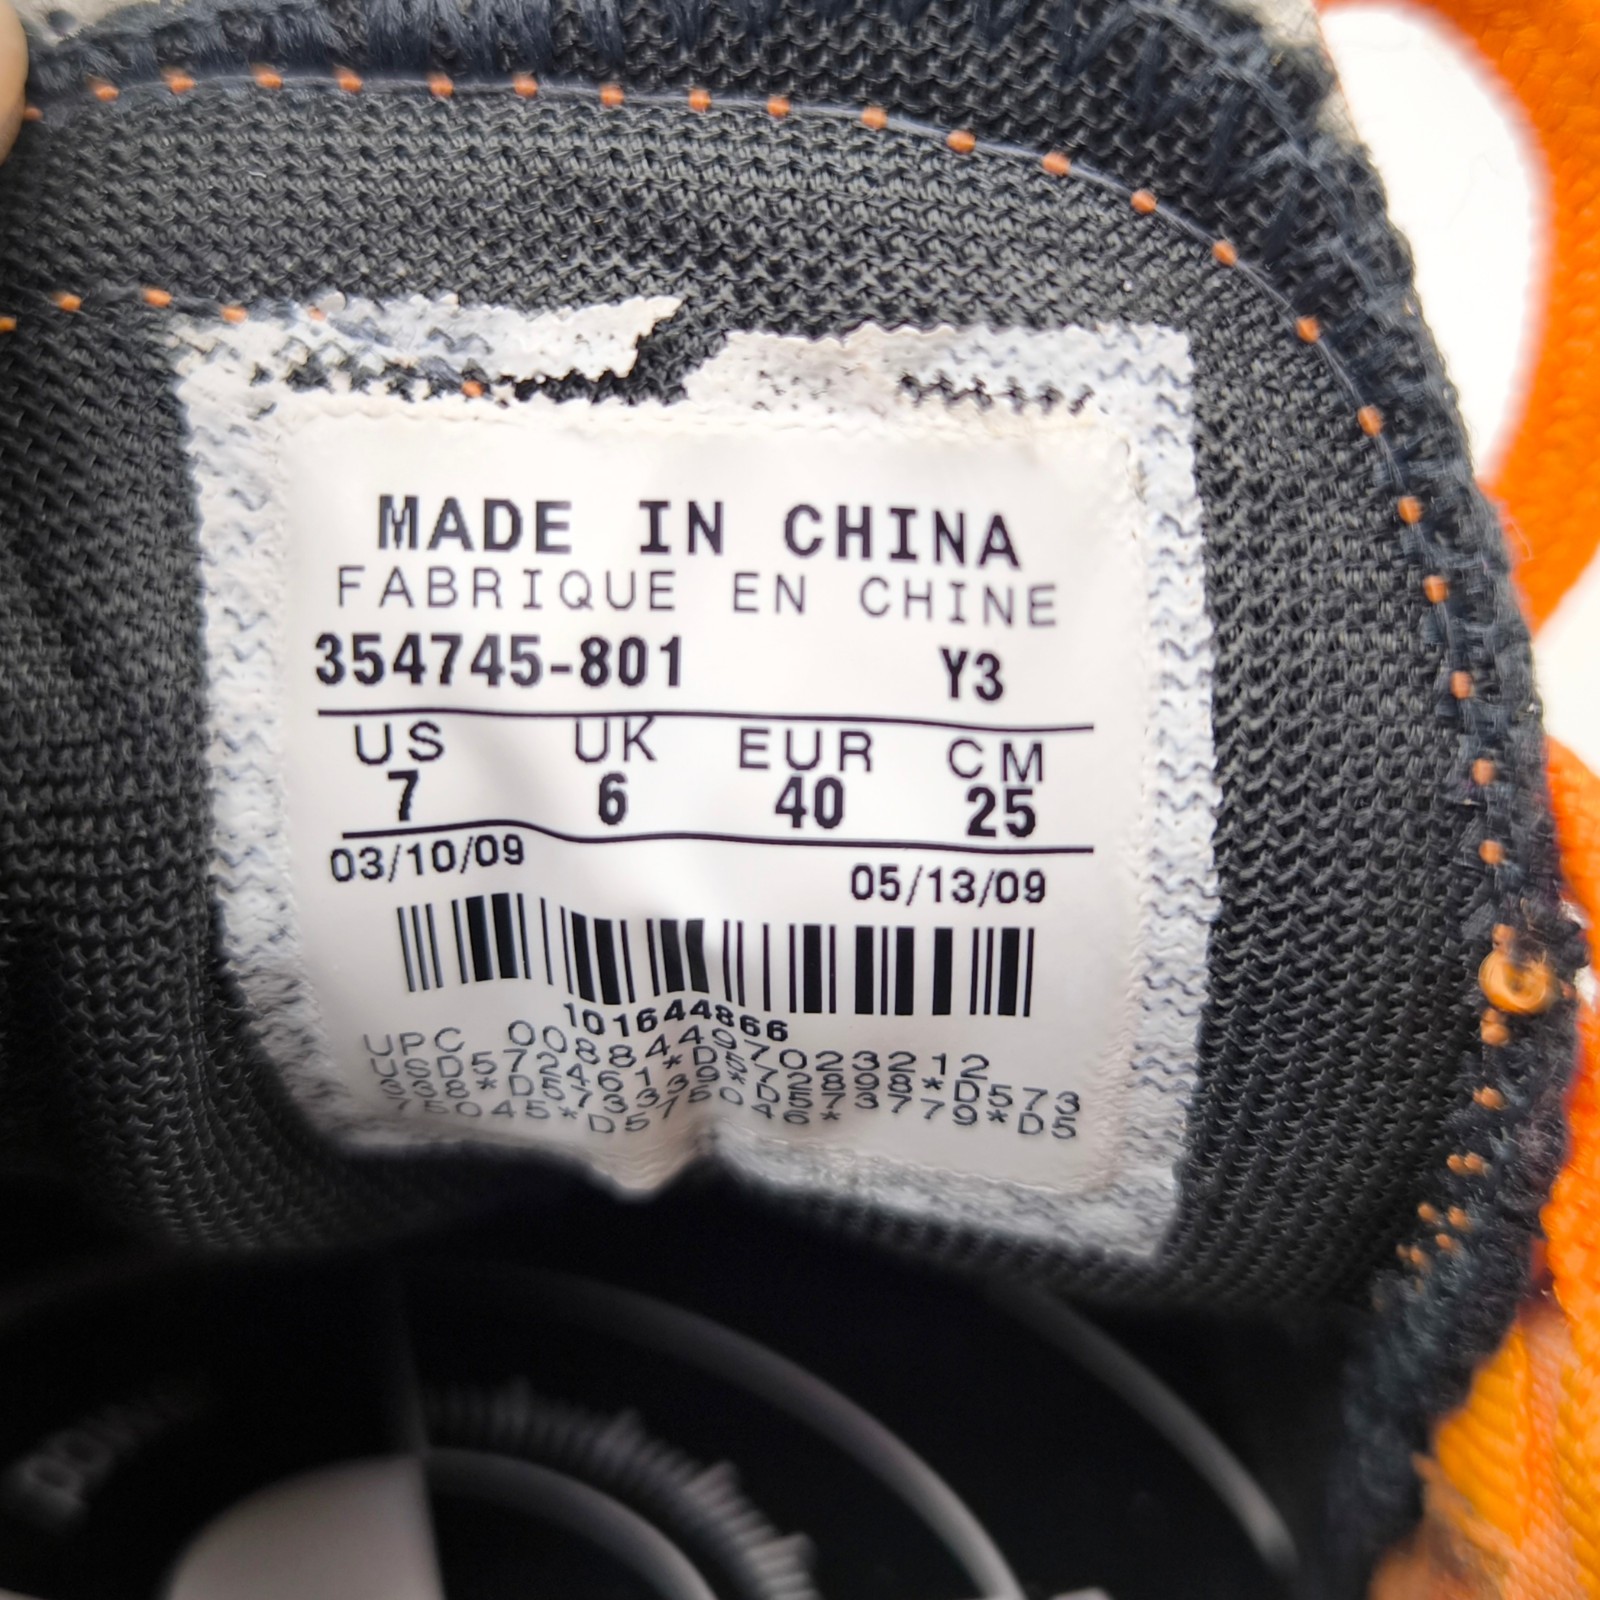 MADE IN CHINA
FABRIQUE EN CHINE
354745-801 Y3
US UK EUR CM
7 6 40 25
03/10/09 05/13/09
101644866
UPC